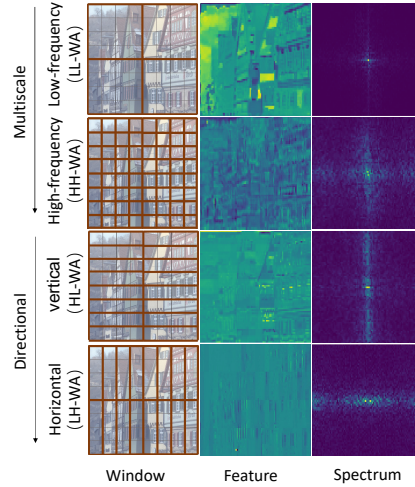 Multiscale
Low-frequency
(LL-WA)
High-frequency
(HH-WA)
Directional
vertical
(HL-WA)
Horizontal
(LH-WA)
Window Feature Spectrum